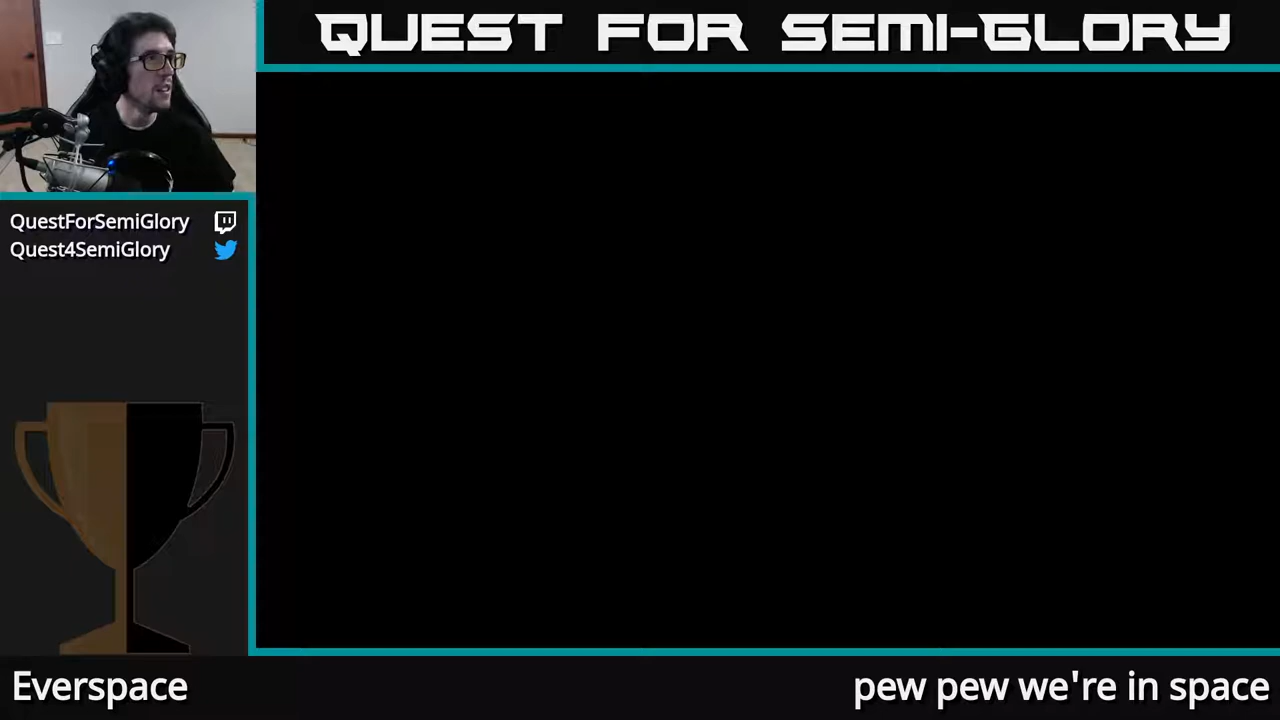 QUEST FOR SEMI-GLORY
QuestForSemiGlory
Quest4SemiGlory
Everspace
pew pew we're in space